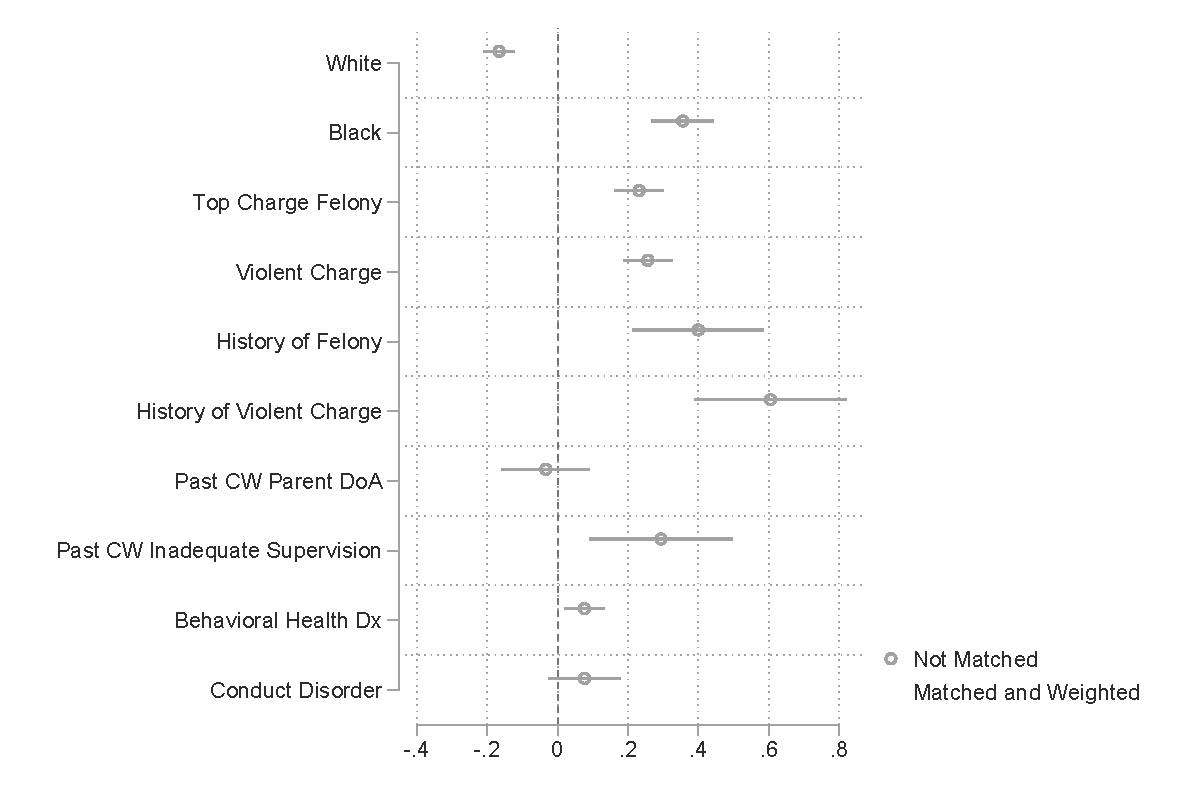 White
Black
Top Charge Felony
Violent Charge
History of Felony
History of Violent Charge
Past CW Parent DoA
Past CW Inadequate Supervision
Behavioral Health Dx
Conduct Disorder
Not Matched
Matched and Weighted
-.4 -.2 0 .2 .4 .6 .8